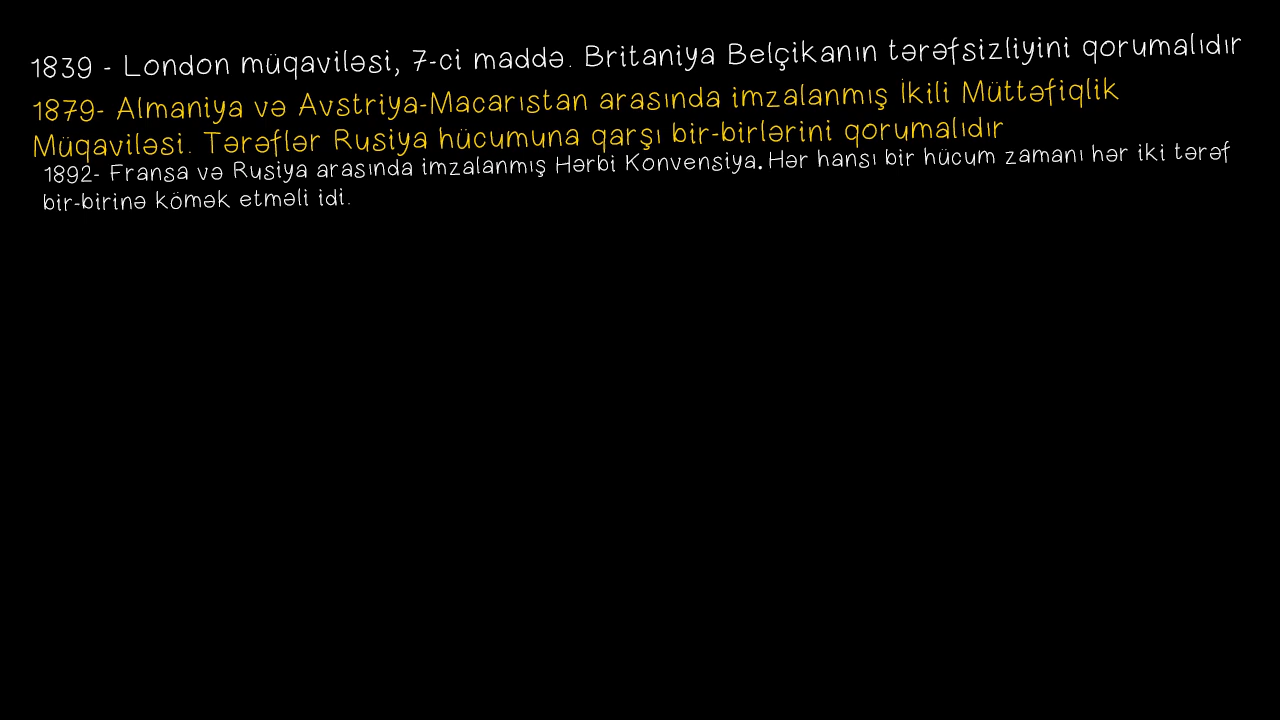 1839 - London müqaviləsi, 7-ci maddə. Britaniya Belçikanın tərəfsizliyini qorumalıdır
1879- Almaniya və Avstriya-Macarıstan arasında imzalanmış İkili Müttəfiqlik
Müqaviləsi. Tərəflər Rusiya hücumuna qarşı bir-birlərini qorumalıdır
1892- Fransa və Rusiya arasında imzalanmış Hərbi Konvensiya. Hər hansı bir hücum zamanı hər iki tərəf
bir-birinə kömək etməli idi.